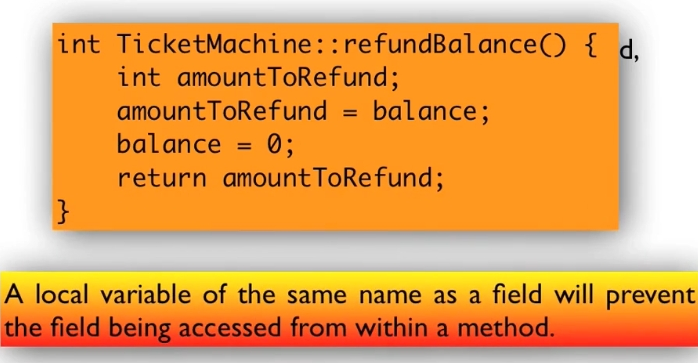 int TicketMachine::refundBalance() { d,
    int amountToRefund;
    amountToRefund = balance;
    balance = 0;
    return amountToRefund;
}
A local variable of the same name as a field will prevent
the field being accessed from within a method.